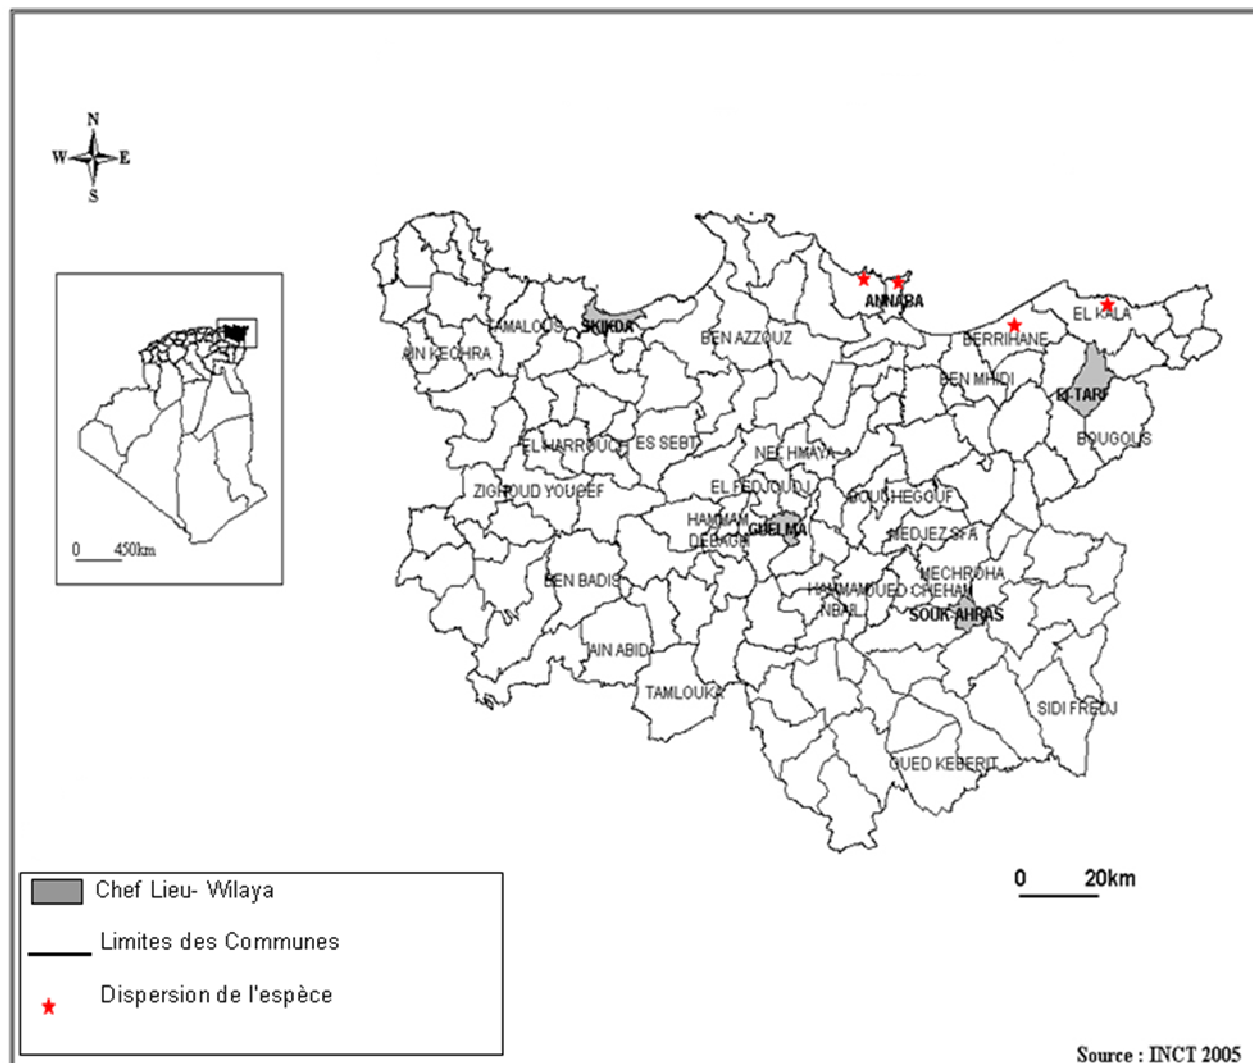 N
W E
S
0 450km
TAMALOUS
SKIKDA
AIN KECHRA
BEN AZZOUZ
ANNABA
BERRIHANE
EL KALA
BEN MHIDI
El-TARF
BOUGOUS
EL HARROUCH
ES SEBT
NECHMAYA
ZIGHOUD YOUCEF
EL FEDJOUDJ
BOUCHEGOUF
HAMMAM
DEBAGH
GUELMA
MEDJEZ SFA
BEN BADIS
MECHROHA
HAMMAM
NBAIL
OUED CHEHAM
SOUK-AHRAS
AIN ABID
TAMLOUKA
SIDI FREDJ
OUED KEBERIT
0 20km
Chef Lieu- Wilaya
Limites des Communes
Dispersion de l'espèce
Source : INCT 2005